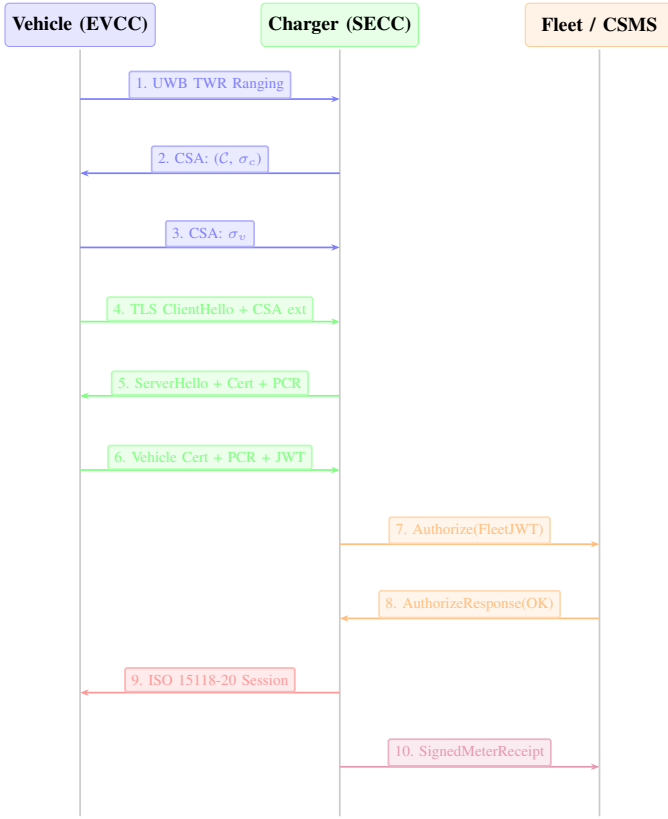 Vehicle (EVCC)
Charger (SECC)
Fleet / CSMS
1. UWB TWR Ranging
2. CSA: (𝒞, σ_c)
3. CSA: σ_v
4. TLS ClientHello + CSA ext
5. ServerHello + Cert + PCR
6. Vehicle Cert + PCR + JWT
7. Authorize(FleetJWT)
8. AuthorizeResponse(OK)
9. ISO 15118-20 Session
10. SignedMeterReceipt